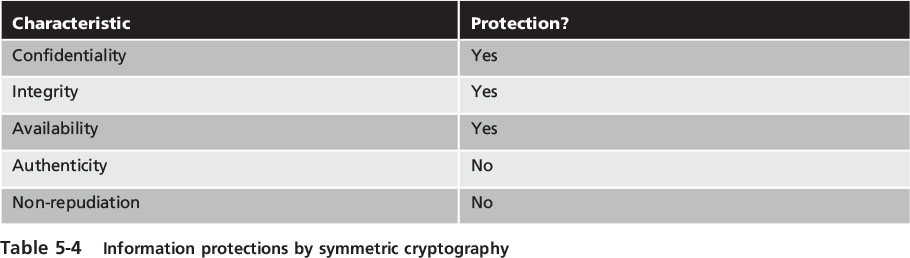 Characteristic Protection?
Confidentiality Yes
Integrity Yes
Availability Yes
Authenticity No
Non-repudiation No
Table 5-4 Information protections by symmetric cryptography